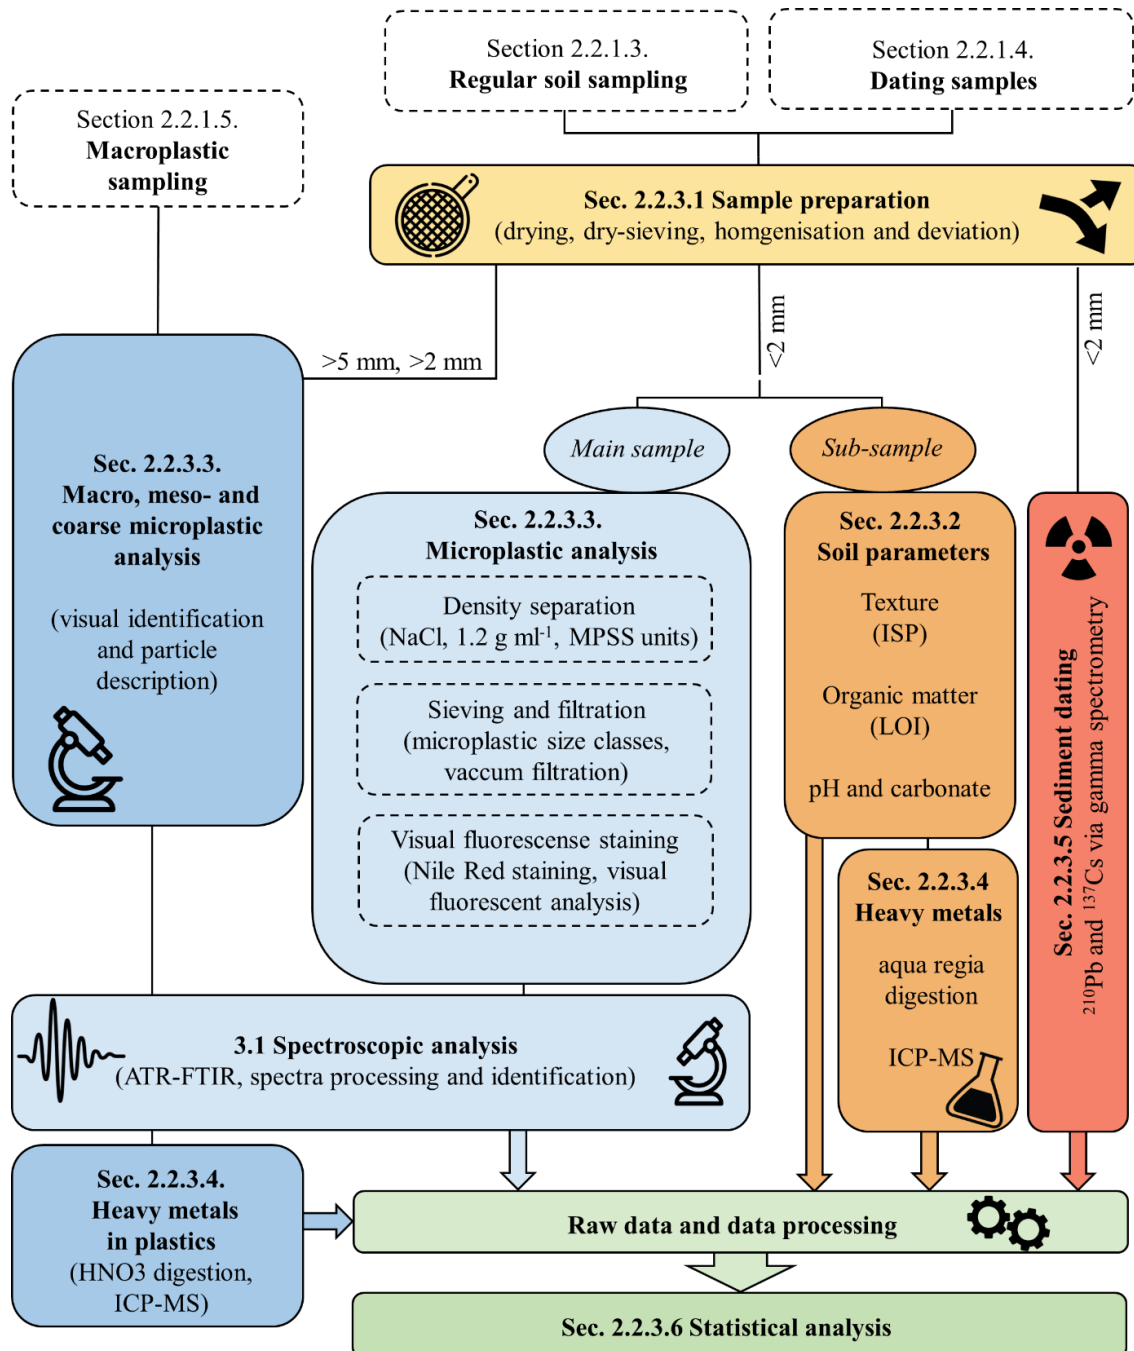 Section 2.2.1.3.
Regular soil sampling
Section 2.2.1.4.
Dating samples
Section 2.2.1.5.
Macroplastic
sampling
Sec. 2.2.3.1 Sample preparation
(drying, dry-sieving, homgenisation and deviation)
>5 mm, >2 mm
<2 mm
<2 mm
Main sample
Sub-sample
Sec. 2.2.3.3.
Macro, meso- and
coarse microplastic
analysis
(visual identification
and particle
description)
Sec. 2.2.3.3.
Microplastic analysis
Density separation
(NaCl, 1.2 g ml⁻¹, MPSS units)
Sieving and filtration
(microplastic size classes,
vaccum filtration)
Visual fluorescense staining
(Nile Red staining, visual
fluorescent analysis)
Sec. 2.2.3.2
Soil parameters
Texture
(ISP)
Organic matter
(LOI)
pH and carbonate
Sec. 2.2.3.4
Heavy metals
aqua regia
digestion
ICP-MS
Sec. 2.2.3.5 Sediment dating
²¹⁰Pb and ¹³⁷Cs via gamma spectrometry
3.1 Spectroscopic analysis
(ATR-FTIR, spectra processing and identification)
Sec. 2.2.3.4.
Heavy metals
in plastics
(HNO3 digestion,
ICP-MS)
Raw data and data processing
Sec. 2.2.3.6 Statistical analysis